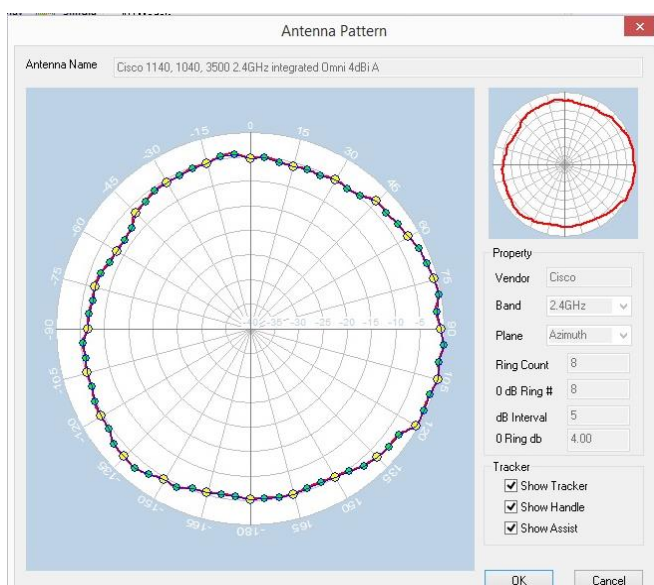 Antenna Pattern
Antenna Name
Cisco 1140, 1040, 3500 2.4GHz integrated Omni 4dBi A
0
15
30
45
60
75
90
105
120
135
150
165
180
-165
-150
-135
-120
-105
-90
-75
-60
-45
-30
-15
-35 -30 -25 -20 -15 -10 -5
Property
Vendor Cisco
Band 2.4GHz
Plane Azimuth
Ring Count 8
0 dB Ring # 8
dB Interval 5
0 Ring db 4.00
Tracker
Show Tracker
Show Handle
Show Assist
OK Cancel